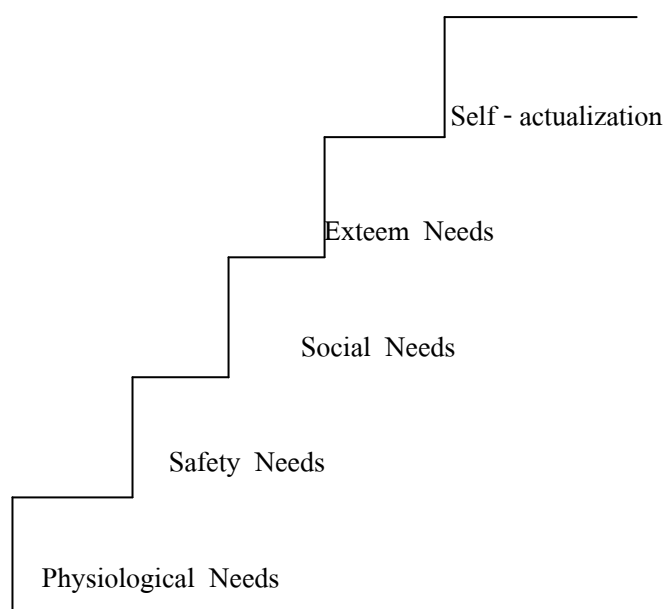 Self - actualization
Exteem Needs
Social Needs
Safety Needs
Physiological Needs